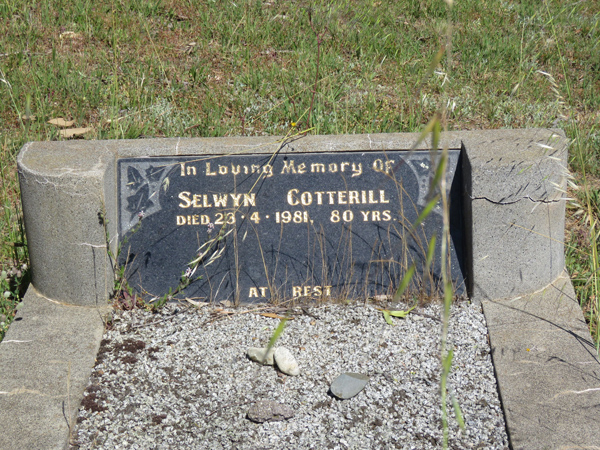 In Loving Memory Of
SELWYN COTTERILL
DIED 23·4·1981, 80 YRS.
AT REST